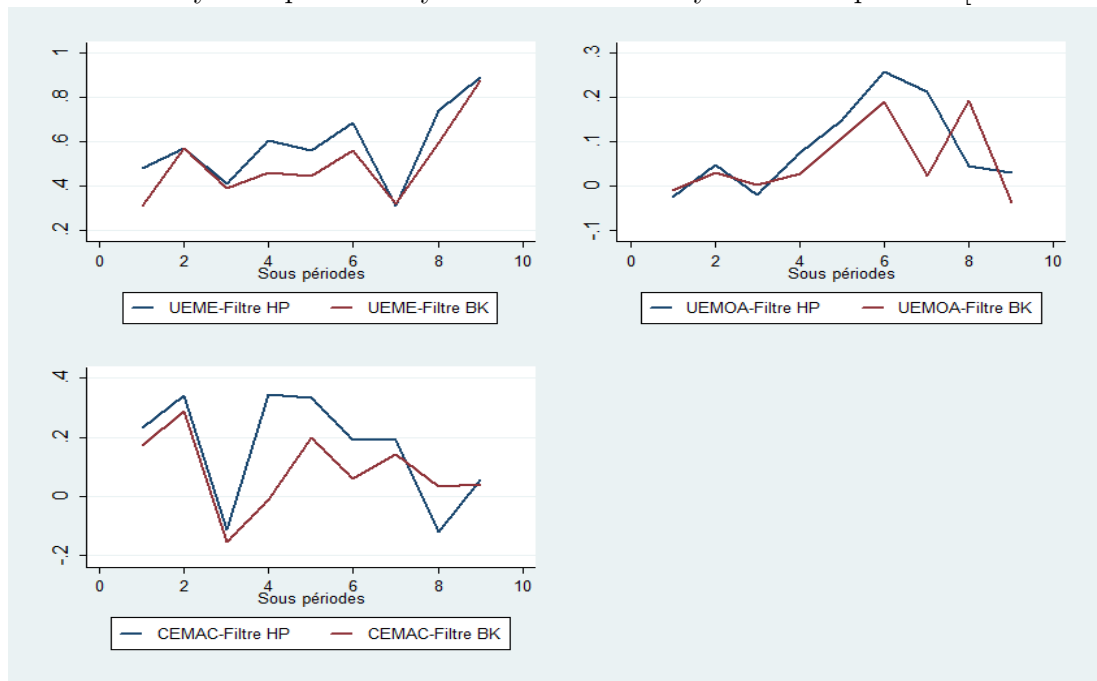 1
.8
.6
.4
.2
0 2 4 6 8 10
Sous périodes
UEME-Filtre HP UEME-Filtre BK
.3
.2
.1
0
-.1
0 2 4 6 8 10
Sous périodes
UEMOA-Filtre HP UEMOA-Filtre BK
.4
.2
0
-.2
0 2 4 6 8 10
Sous périodes
CEMAC-Filtre HP CEMAC-Filtre BK